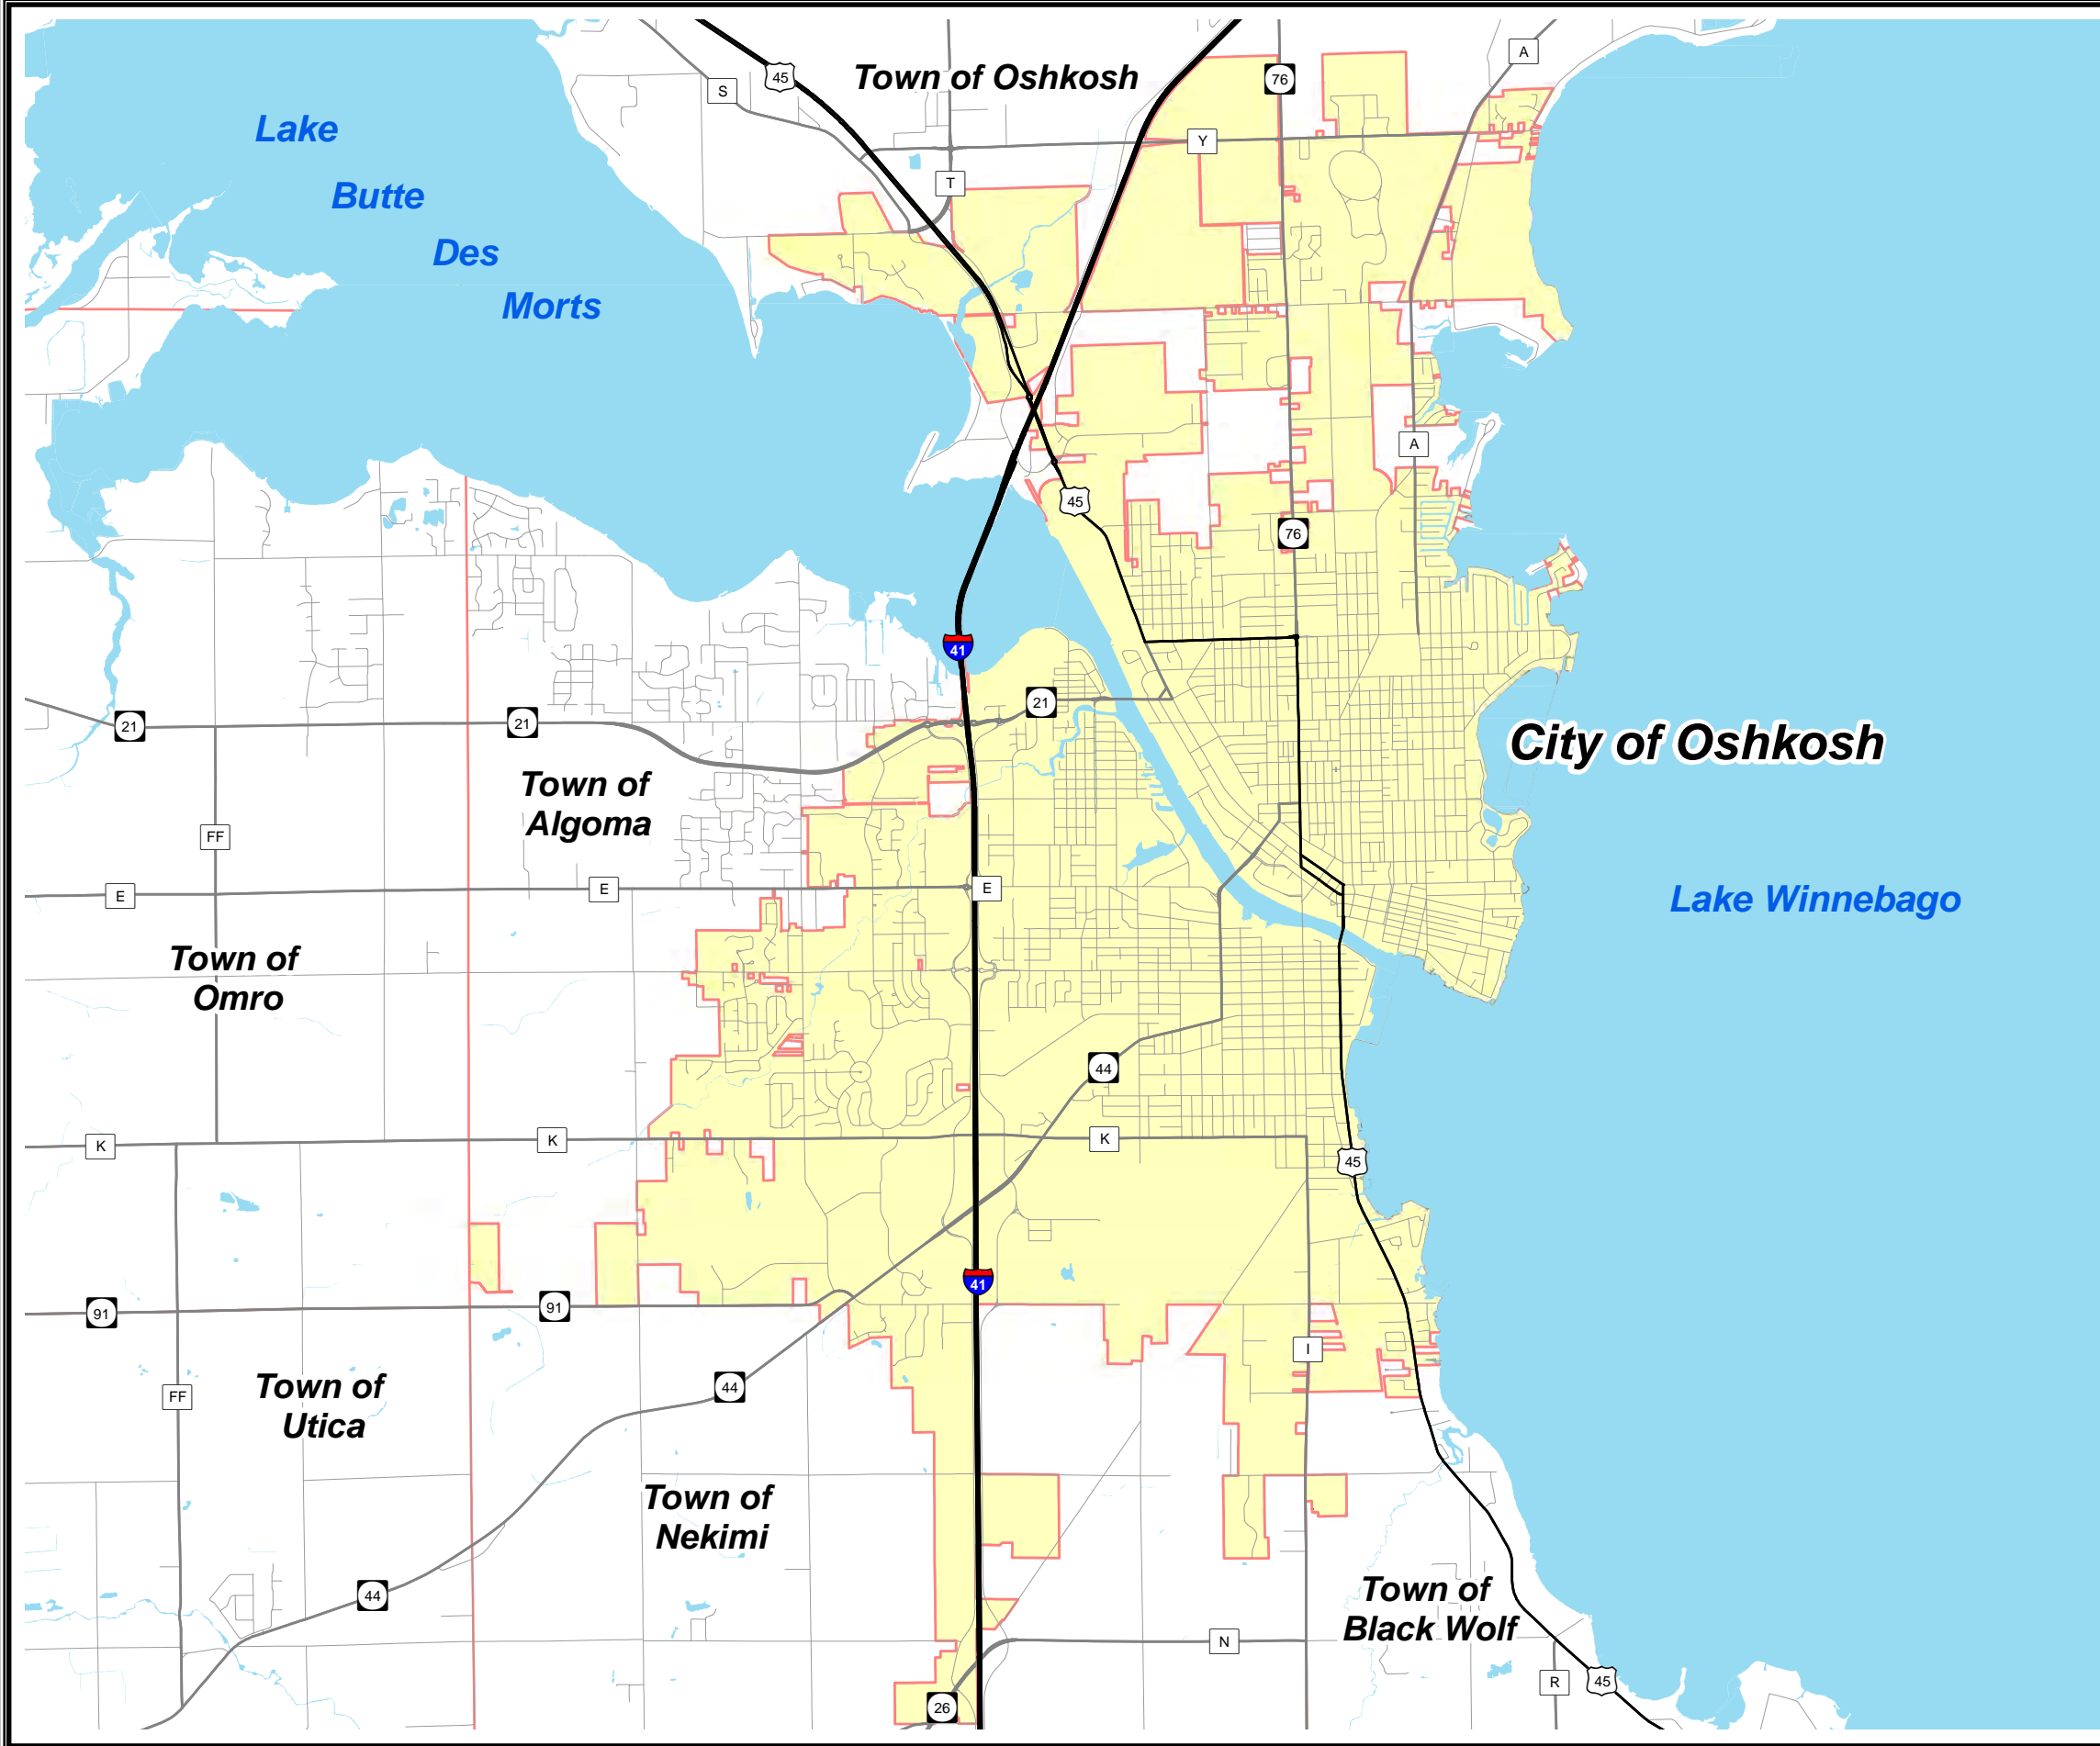 45
Town of Oshkosh
76
A
S
Lake
Y
T
Butte
Des
Morts
A
45
76
41
21
21
21
City of Oshkosh
Town of
Algoma
FF
E
E
E
Lake Winnebago
Town of
Omro
44
K
K
K
45
41
91
91
I
FF
44
Town of
Utica
Town of
Nekimi
44
Town of
Black Wolf
N
R
45
26